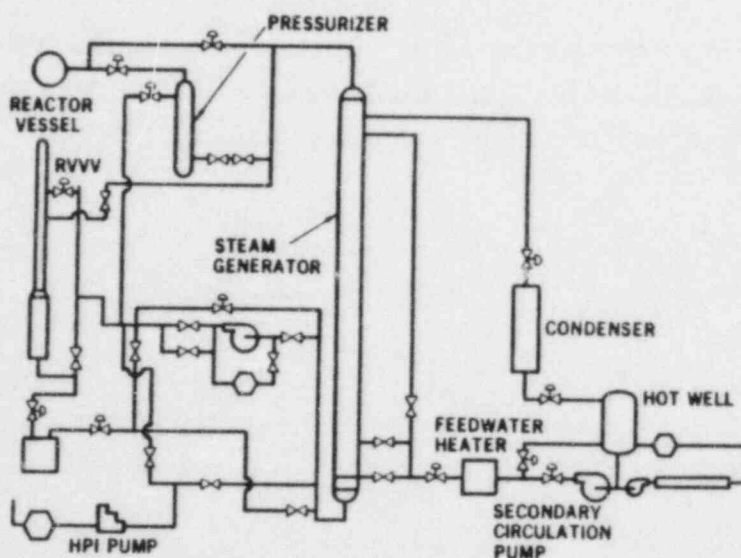 PRESSURIZER
REACTOR
VESSEL
RVVV
STEAM
GENERATOR
CONDENSER
HOT WELL
FEEDWATER
HEATER
SECONDARY
CIRCULATION
PUMP
HPI PUMP